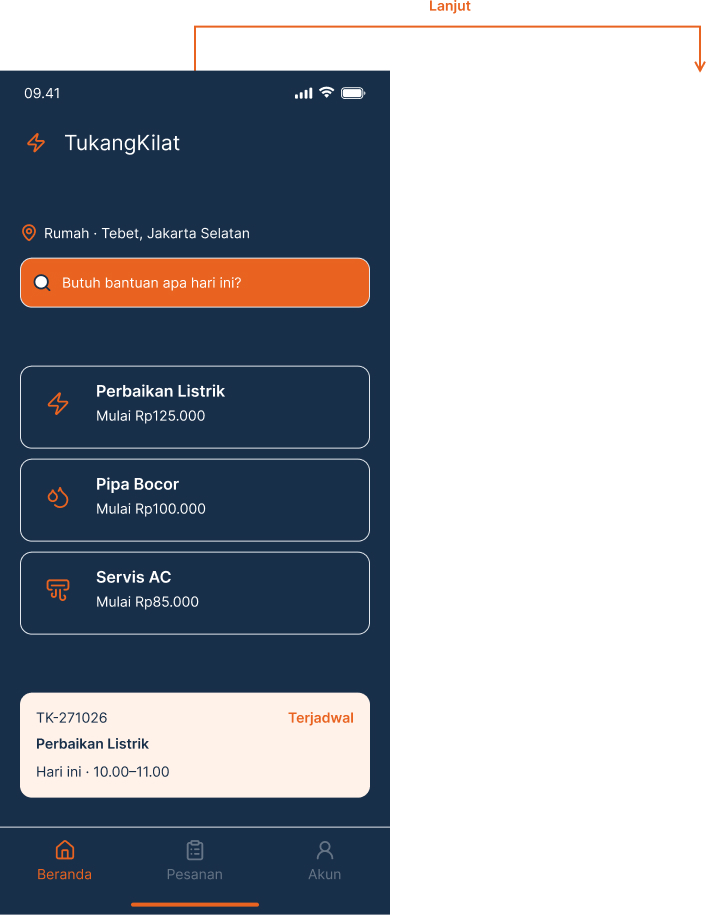 Lanjut
09.41
TukangKilat
Rumah · Tebet, Jakarta Selatan
Butuh bantuan apa hari ini?
Perbaikan Listrik
Mulai Rp125.000
Pipa Bocor
Mulai Rp100.000
Servis AC
Mulai Rp85.000
TK-271026 Terjadwal
Perbaikan Listrik
Hari ini · 10.00–11.00
Beranda Pesanan Akun